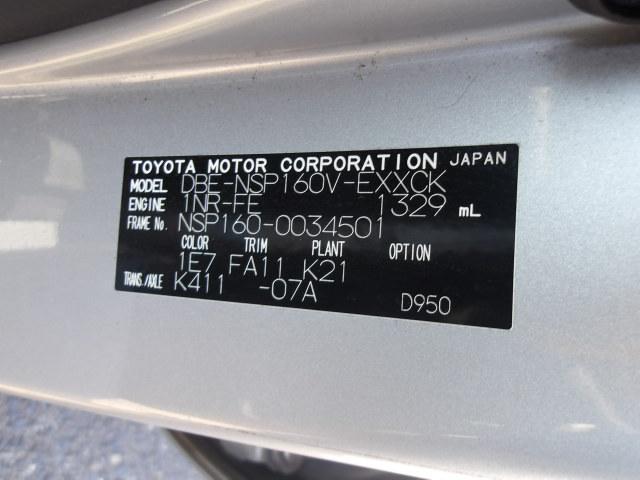 TOYOTA MOTOR CORPORATION JAPAN
MODEL DBE-NSP160V-EXXCK
ENGINE 1NR-FE 1329 mL
FRAME No. NSP160-0034501
COLOR TRIM PLANT OPTION
1E7 FA11 K21
TRANS./AXLE K411 -07A
D950